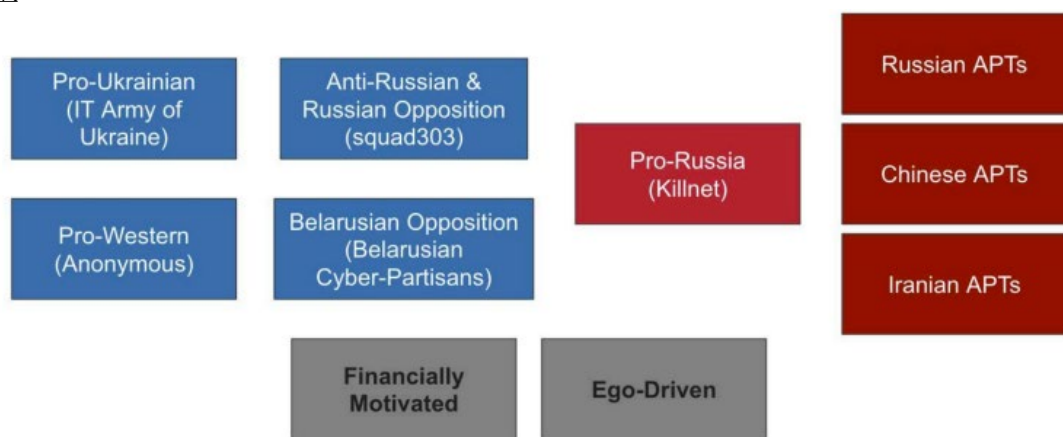 Pro-Ukrainian
(IT Army of
Ukraine)
Anti-Russian &
Russian Opposition
(squad303)
Pro-Western
(Anonymous)
Belarusian Opposition
(Belarusian
Cyber-Partisans)
Pro-Russia
(Killnet)
Russian APTs
Chinese APTs
Iranian APTs
Financially
Motivated
Ego-Driven